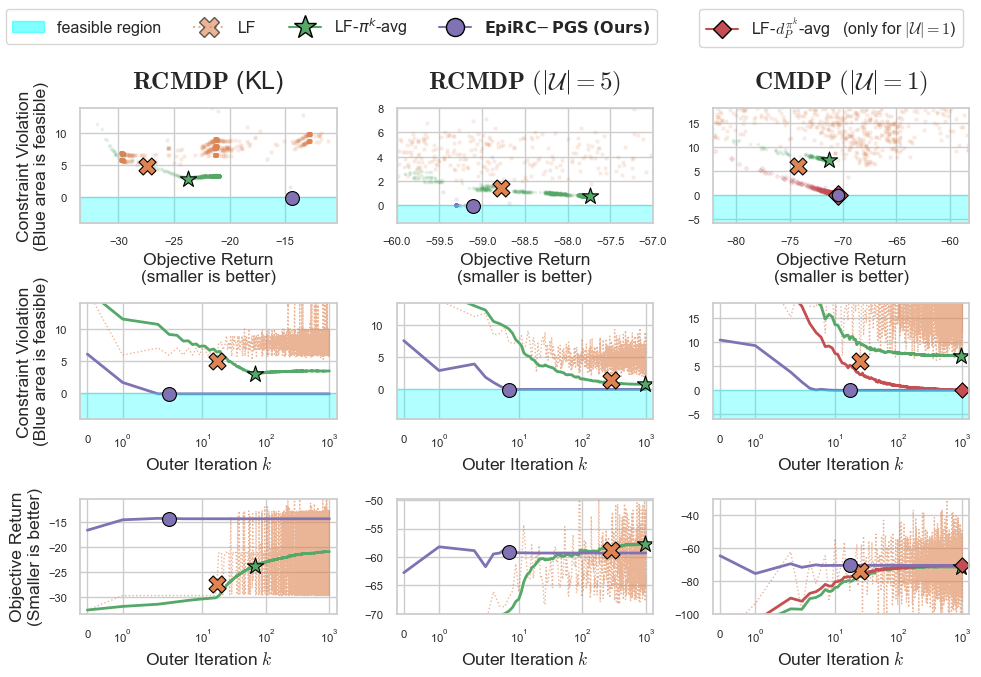 feasible region LF LF-$\pi^k$-avg EpiRC−PGS (Ours) LF-$d_P^{\pi^k}$-avg (only for $|\mathcal{U}| = 1$)
RCMDP (KL) RCMDP ($|\mathcal{U}| = 5$) CMDP ($|\mathcal{U}| = 1$)
Constraint Violation
(Blue area is feasible)
10
5
0
−30 −25 −20 −15
Objective Return
(smaller is better)
8
6
4
2
0
−60.0 −59.5 −59.0 −58.5 −58.0 −57.5 −57.0
Objective Return
(smaller is better)
15
10
5
0
−5
−80 −75 −70 −65 −60
Objective Return
(smaller is better)
Constraint Violation
(Blue area is feasible)
10
5
0
0 $10^0$ $10^1$ $10^2$ $10^3$
Outer Iteration $k$
10
5
0
0 $10^0$ $10^1$ $10^2$ $10^3$
Outer Iteration $k$
15
10
5
0
−5
0 $10^0$ $10^1$ $10^2$ $10^3$
Outer Iteration $k$
Objective Return
(Smaller is better)
−15
−20
−25
−30
0 $10^0$ $10^1$ $10^2$ $10^3$
Outer Iteration $k$
−50
−55
−60
−65
−70
0 $10^0$ $10^1$ $10^2$ $10^3$
Outer Iteration $k$
−40
−60
−80
−100
0 $10^0$ $10^1$ $10^2$ $10^3$
Outer Iteration $k$